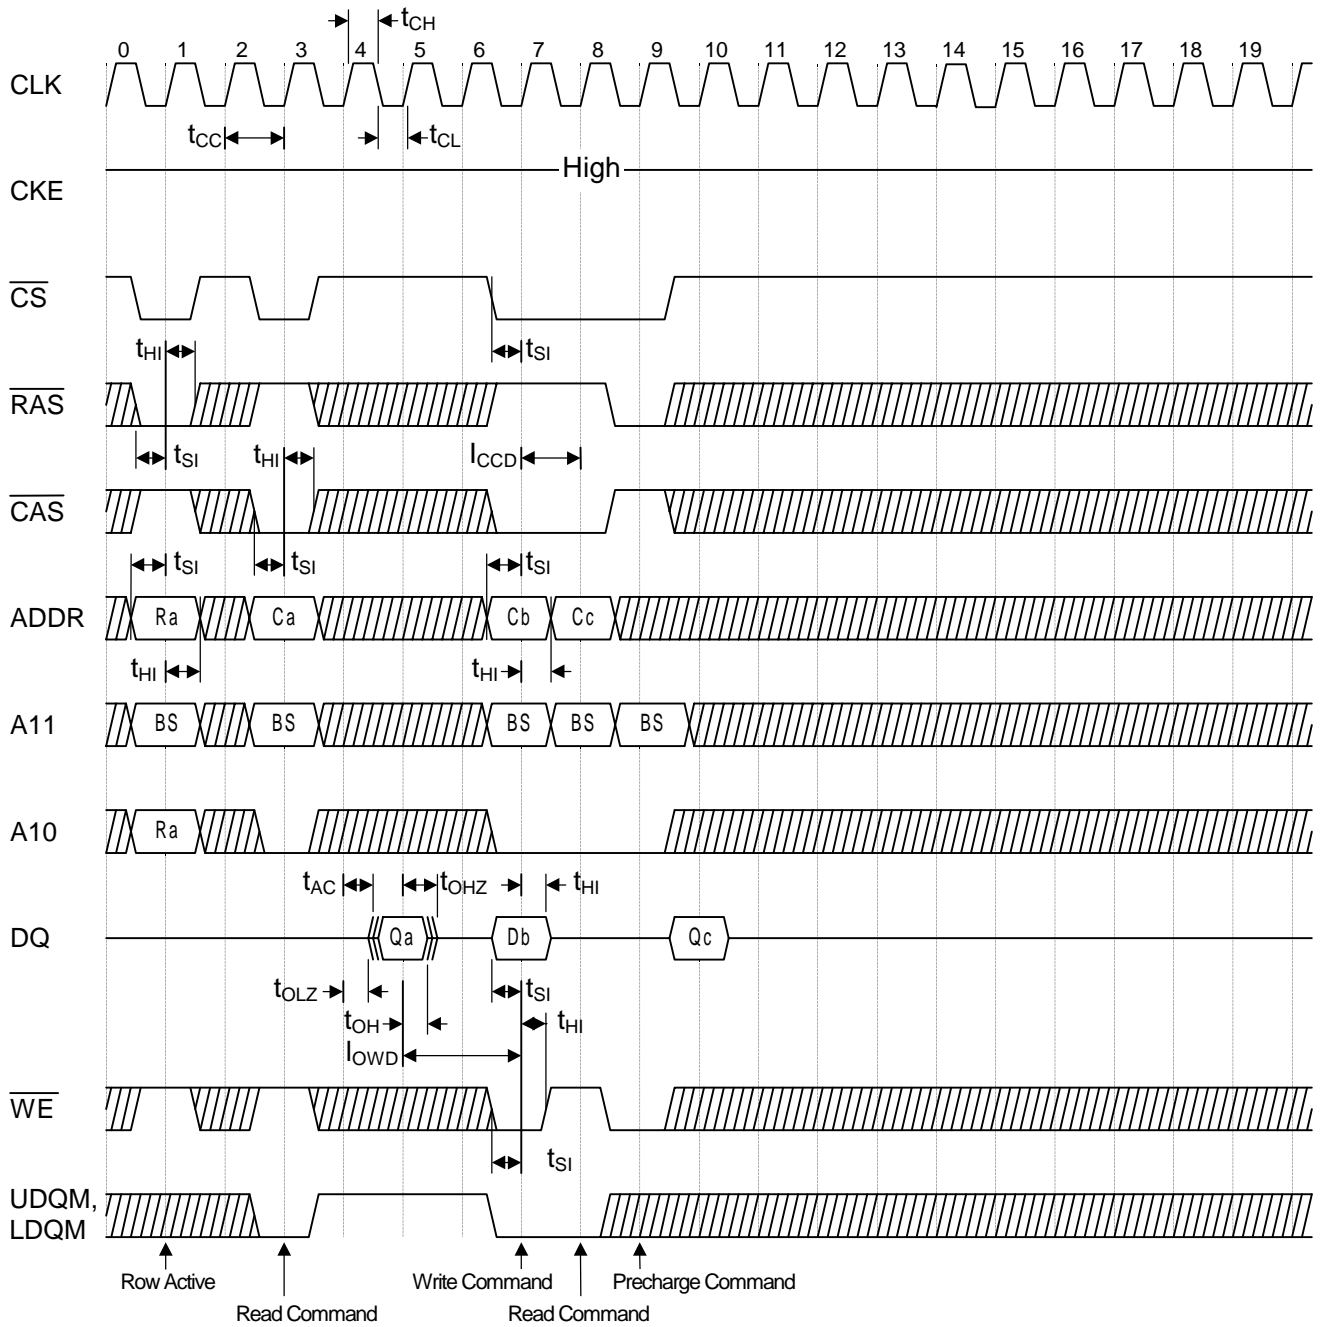 tCH
0 1 2 3 4 5 6 7 8 9 10 11 12 13 14 15 16 17 18 19
CLK
tCC tCL
High
CKE
CS
tHI tSI
RAS
tSI tHI lCCD
CAS
tSI tSI tSI
ADDR Ra Ca Cb Cc
tHI tHI
A11 BS BS BS BS BS
A10 Ra
tAC tOHZ tHI
DQ Qa Db Qc
tOLZ tSI
tOH tHI
lOWD
WE
tSI
UDQM,
LDQM
Row Active Write Command Precharge Command
Read Command Read Command